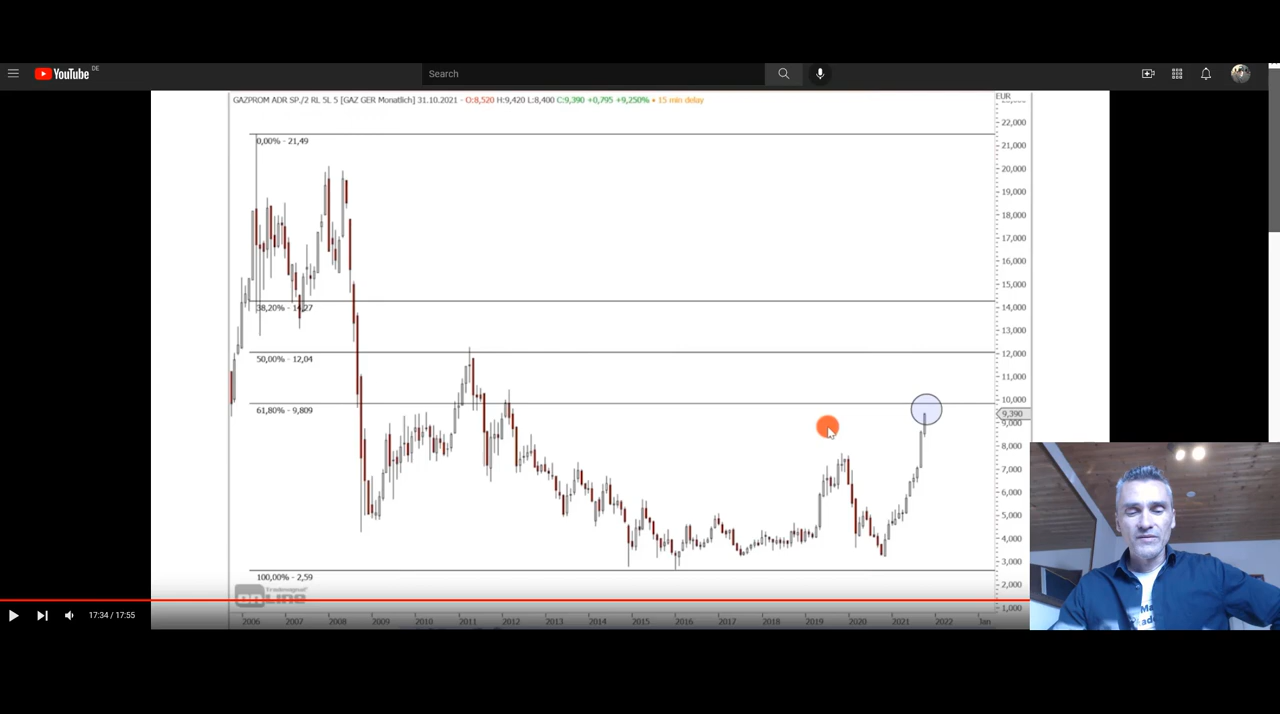 YouTube DE
Search
GAZPROM ADR SP./2 RL 5L 5 [GAZ GER Monatlich] 31.10.2021 - O:8,520 H:9,420 L:8,400 C:9,390 +0,795 +9,250% • 15 min delay
EUR
22,000
0,00% - 21,49
21,000
20,000
19,000
18,000
17,000
16,000
15,000
14,000
38,20% - 14,27
13,000
12,000
50,00% - 12,04
11,000
10,000
61,80% - 9,809
9,390
9,000
8,000
7,000
6,000
5,000
4,000
3,000
100,00% - 2,59
2,000
Tradesignal
onLINE
1,000
17:34 / 17:55
2006 2007 2008 2009 2010 2011 2012 2013 2014 2015 2016 2017 2018 2019 2020 2021 2022 Jan